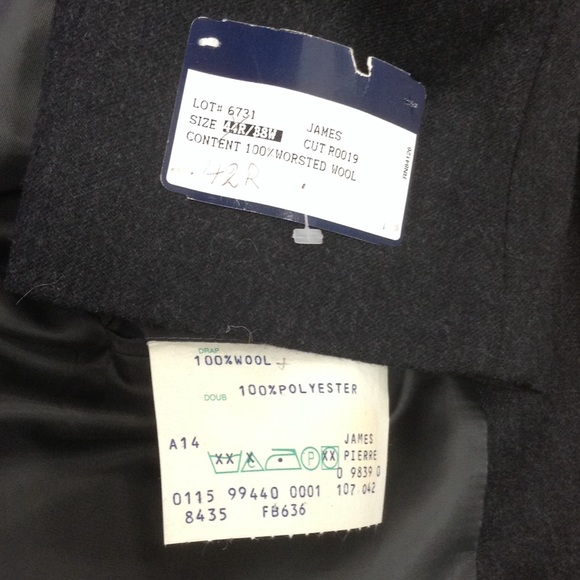 LOT# 6731
JAMES
SIZE 44R/38W
CUT R0019
CONTENT 100%WORSTED WOOL
42R
DRAP
100%WOOL
DOUB 100%POLYESTER
A14
JAMES
PIERRE
0 9839 0
0115 99440 0001 107 042
8435 FB636